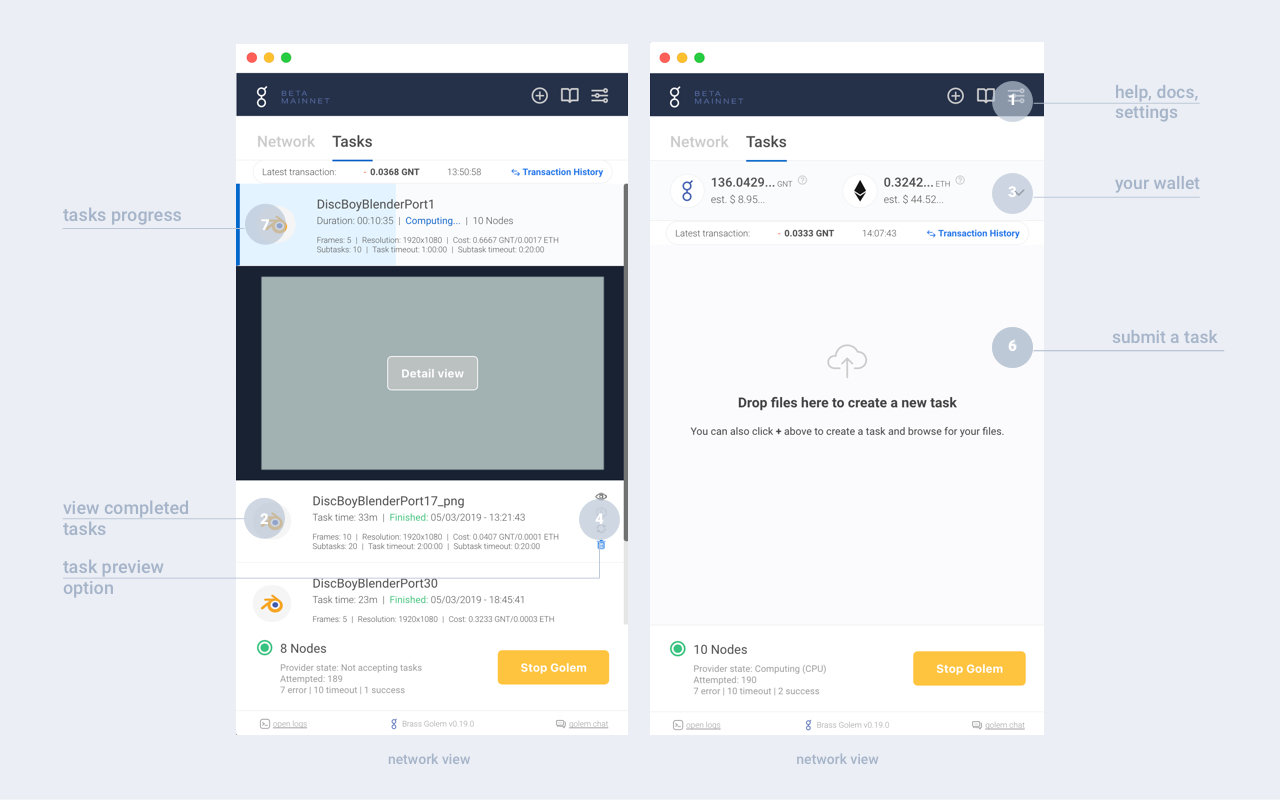 BETA
MAINNET
Network Tasks
Latest transaction: - 0.0368 GNT 13:50:58 Transaction History
7
DiscBoyBlenderPort1
Duration: 00:10:35 | Computing... | 10 Nodes
Frames: 5 | Resolution: 1920x1080 | Cost: 0.6667 GNT/0.0017 ETH
Subtasks: 10 | Task timeout: 1:00:00 | Subtask timeout: 0:20:00
Detail view
2
DiscBoyBlenderPort17_png
Task time: 33m | Finished: 05/03/2019 - 13:21:43
Frames: 10 | Resolution: 1920x1080 | Cost: 0.0407 GNT/0.0001 ETH
Subtasks: 20 | Task timeout: 2:00:00 | Subtask timeout: 0:20:00
4
DiscBoyBlenderPort30
Task time: 23m | Finished: 05/03/2019 - 18:45:41
Frames: 5 | Resolution: 1920x1080 | Cost: 0.3233 GNT/0.0003 ETH
8 Nodes
Provider state: Not accepting tasks
Attempted: 189
7 error | 10 timeout | 1 success
Stop Golem
open logs Brass Golem v0.19.0 golem chat
network view
tasks progress
view completed
tasks
task preview
option
BETA
MAINNET
1
Network Tasks
136.0429... GNT ?
est. $ 8.95...
0.3242... ETH ?
est. $ 44.52...
3
Latest transaction: - 0.0333 GNT 14:07:43 Transaction History
6
Drop files here to create a new task
You can also click + above to create a task and browse for your files.
10 Nodes
Provider state: Computing (CPU)
Attempted: 190
7 error | 10 timeout | 2 success
Stop Golem
open logs Brass Golem v0.19.0 golem chat
network view
help, docs,
settings
your wallet
submit a task